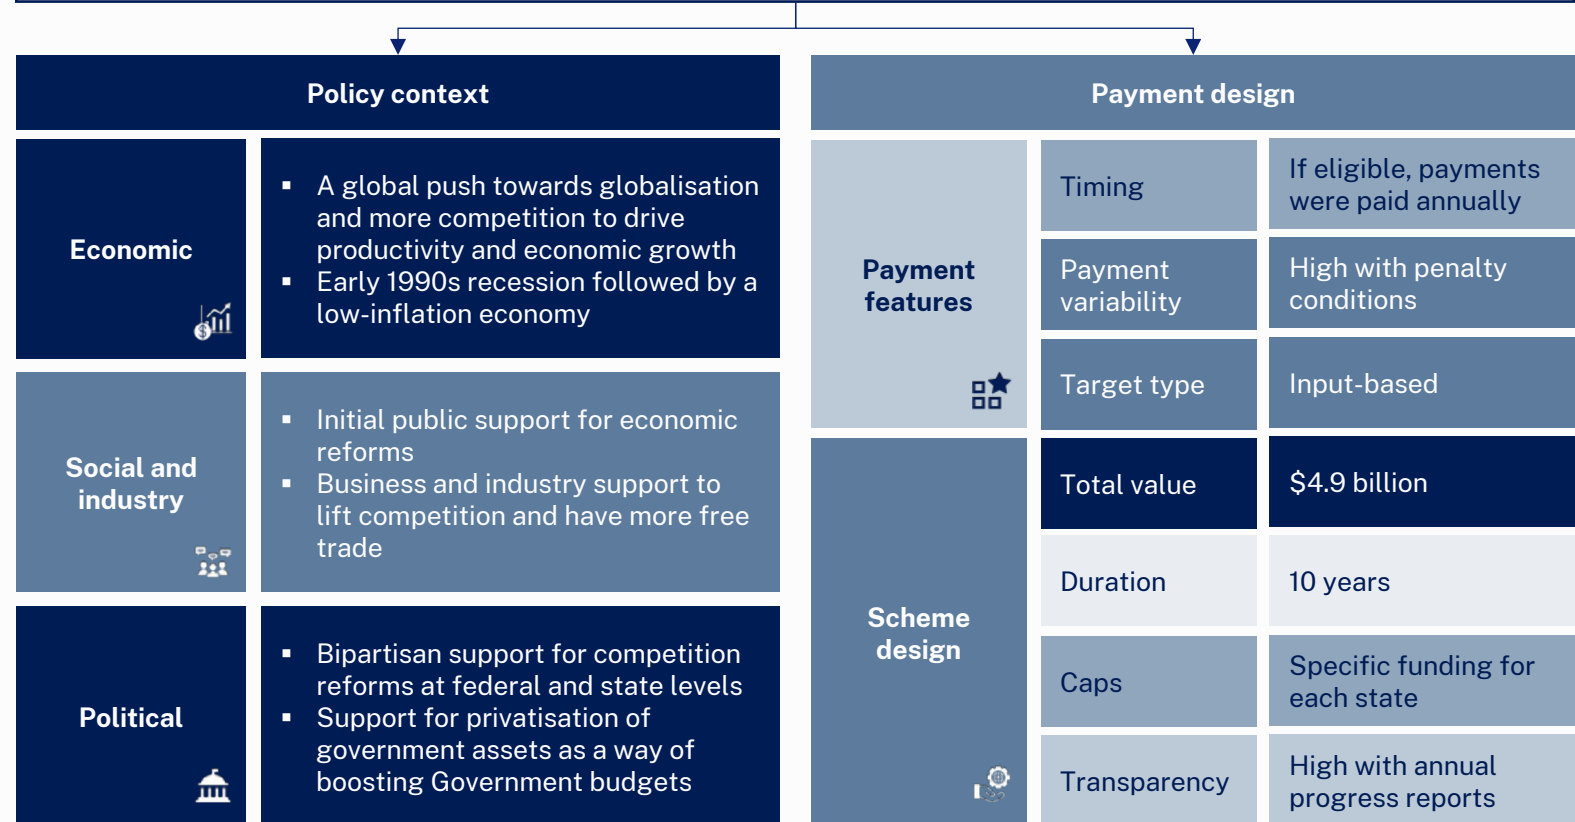 Policy context
Economic
▪ A global push towards globalisation
and more competition to drive
productivity and economic growth
▪ Early 1990s recession followed by a
low-inflation economy
Social and
industry
▪ Initial public support for economic
reforms
▪ Business and industry support to
lift competition and have more free
trade
Political
▪ Bipartisan support for competition
reforms at federal and state levels
▪ Support for privatisation of
government assets as a way of
boosting Government budgets
Payment design
Payment
features
Timing
If eligible, payments
were paid annually
Payment
variability
High with penalty
conditions
Target type
Input-based
Scheme
design
Total value
$4.9 billion
Duration
10 years
Caps
Specific funding for
each state
Transparency
High with annual
progress reports